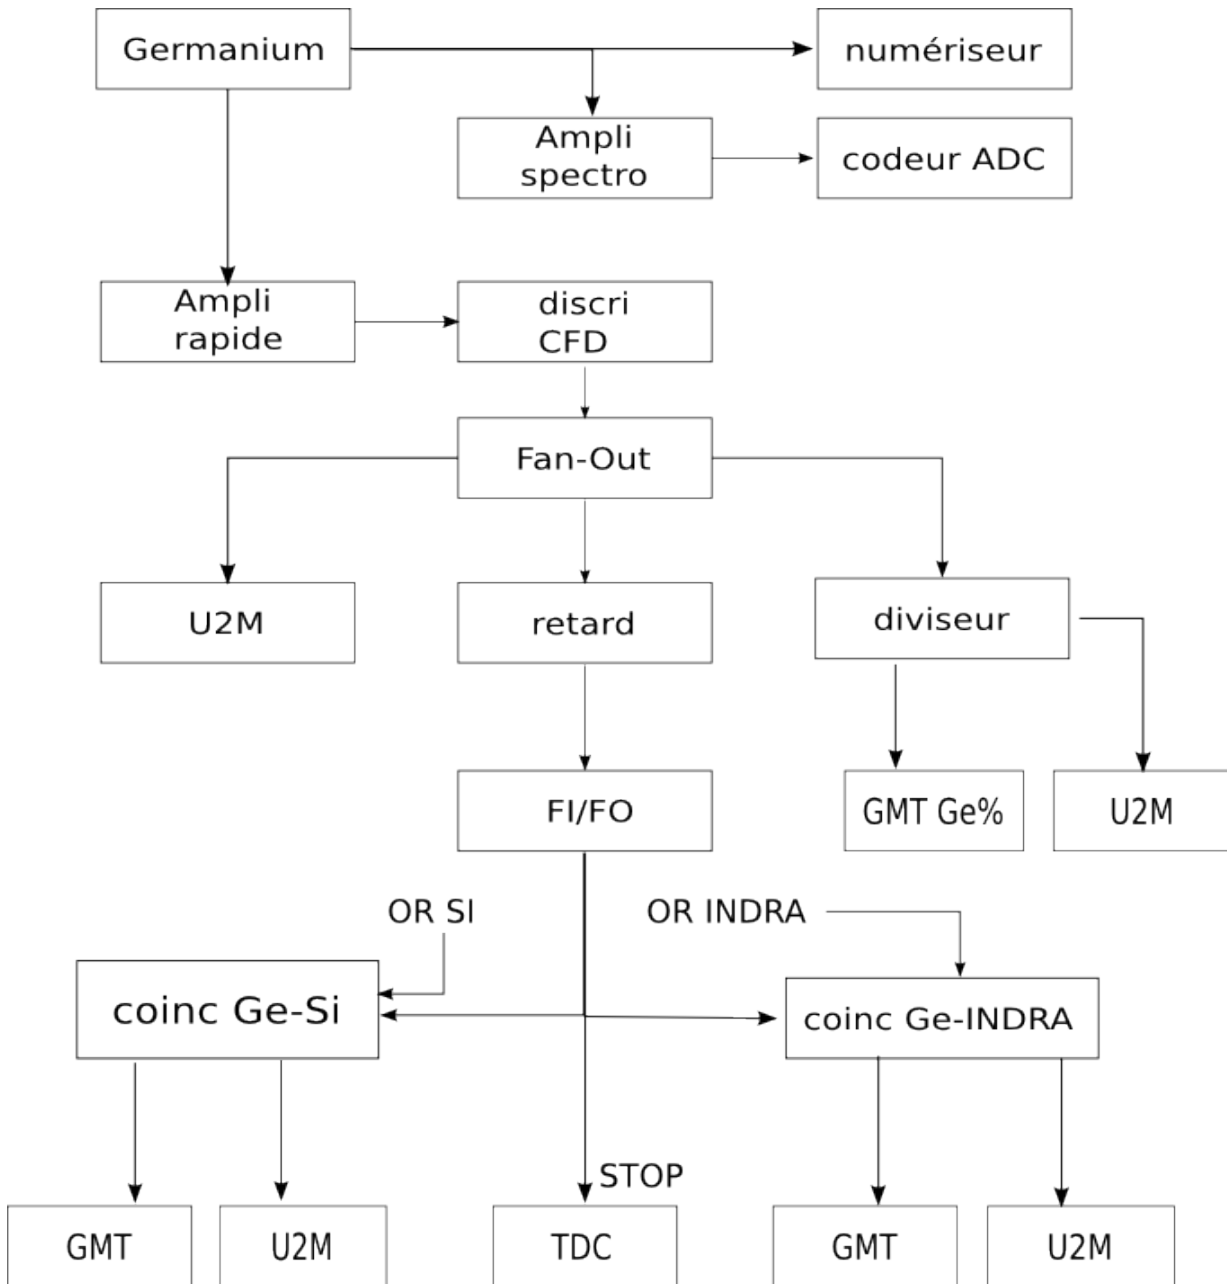 Germanium
numériseur
Ampli
spectro
codeur ADC
Ampli
rapide
discri
CFD
Fan-Out
U2M
retard
diviseur
FI/FO
GMT Ge%
U2M
OR SI
OR INDRA
coinc Ge-Si
coinc Ge-INDRA
STOP
GMT
U2M
TDC
GMT
U2M